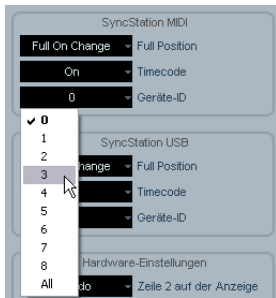 SyncStation MIDI
Full On Change Full Position
On Timecode
0 Geräte-ID
✓ 0
1
2
3
4
5
6
7
8
All
SyncStation USB
hange Full Position
Timecode
Geräte-ID
Hardware-Einstellungen
do Zeile 2 auf der Anzeige